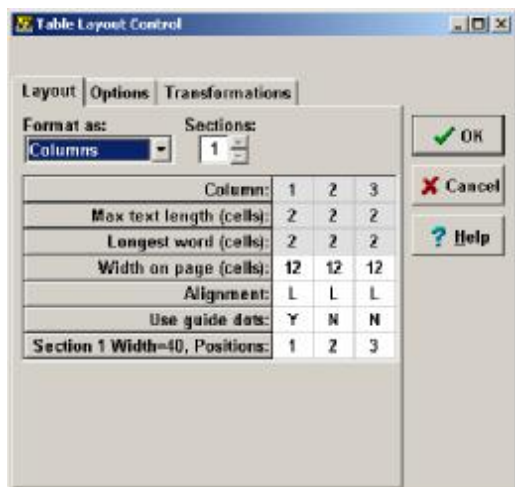 Table Layout Control
Layout Options Transformations
Format as: Sections:
Columns 1
OK
Cancel
Help
Column: 1 2 3
Max text length (cells): 2 2 2
Longest word (cells): 2 2 2
Width on page (cells): 12 12 12
Alignment: L L L
Use guide dots: Y N N
Section 1 Width=40, Positions: 1 2 3